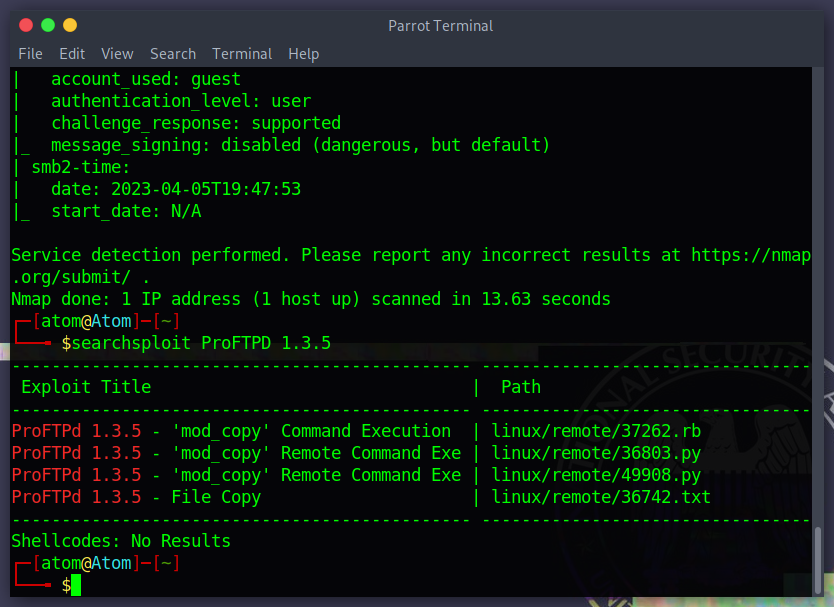 Parrot Terminal
File Edit View Search Terminal Help
|   account_used: guest
|   authentication_level: user
|   challenge_response: supported
|_  message_signing: disabled (dangerous, but default)
| smb2-time:
|   date: 2023-04-05T19:47:53
|_  start_date: N/A
Service detection performed. Please report any incorrect results at https://nmap
.org/submit/ .
Nmap done: 1 IP address (1 host up) scanned in 13.63 seconds
┌─[atom@Atom]─[~]
└──╼ $searchsploit ProFTPD 1.3.5
---------------------------------------------- ---------------------------------
 Exploit Title                                |  Path
---------------------------------------------- ---------------------------------
ProFTPd 1.3.5 - 'mod_copy' Command Execution  | linux/remote/37262.rb
ProFTPd 1.3.5 - 'mod_copy' Remote Command Exe | linux/remote/36803.py
ProFTPd 1.3.5 - 'mod_copy' Remote Command Exe | linux/remote/49908.py
ProFTPd 1.3.5 - File Copy                     | linux/remote/36742.txt
---------------------------------------------- ---------------------------------
Shellcodes: No Results
┌─[atom@Atom]─[~]
└──╼ $